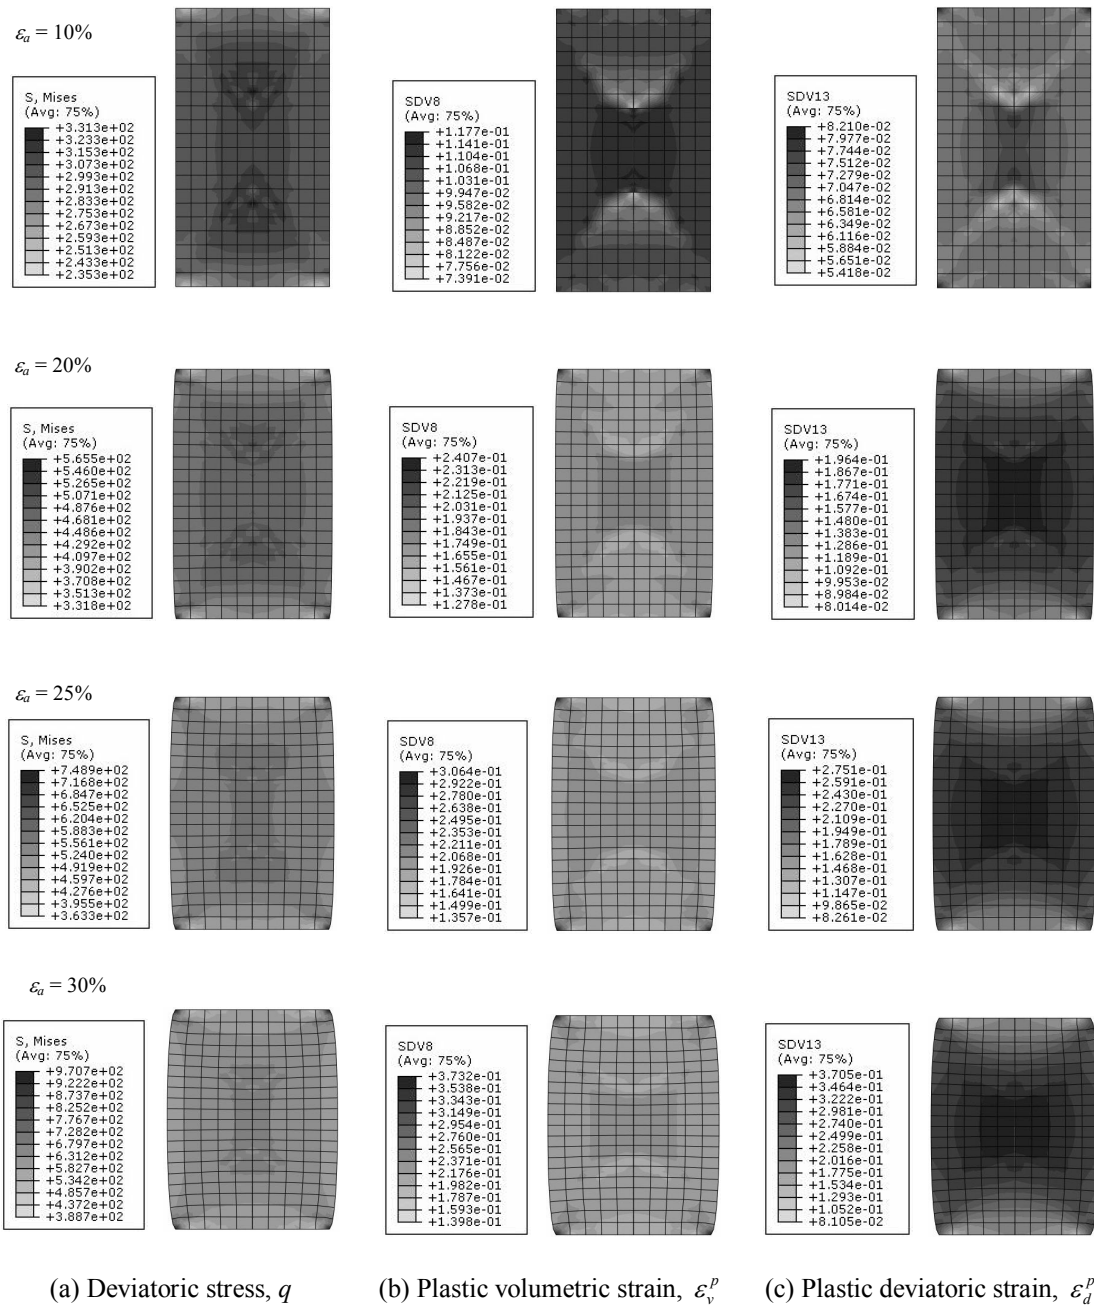 εa = 10%
S, Mises
(Avg: 75%)
+3.313e+02
+3.233e+02
+3.153e+02
+3.073e+02
+2.993e+02
+2.913e+02
+2.833e+02
+2.753e+02
+2.673e+02
+2.593e+02
+2.513e+02
+2.433e+02
+2.353e+02
SDV8
(Avg: 75%)
+1.177e-01
+1.141e-01
+1.104e-01
+1.068e-01
+1.031e-01
+9.947e-02
+9.582e-02
+9.217e-02
+8.852e-02
+8.487e-02
+8.122e-02
+7.756e-02
+7.391e-02
SDV13
(Avg: 75%)
+8.210e-02
+7.977e-02
+7.744e-02
+7.512e-02
+7.279e-02
+7.047e-02
+6.814e-02
+6.581e-02
+6.349e-02
+6.116e-02
+5.884e-02
+5.651e-02
+5.418e-02
εa = 20%
S, Mises
(Avg: 75%)
+5.655e+02
+5.460e+02
+5.265e+02
+5.071e+02
+4.876e+02
+4.681e+02
+4.486e+02
+4.292e+02
+4.097e+02
+3.902e+02
+3.708e+02
+3.513e+02
+3.318e+02
SDV8
(Avg: 75%)
+2.407e-01
+2.313e-01
+2.219e-01
+2.125e-01
+2.031e-01
+1.937e-01
+1.843e-01
+1.749e-01
+1.655e-01
+1.561e-01
+1.467e-01
+1.373e-01
+1.278e-01
SDV13
(Avg: 75%)
+1.964e-01
+1.867e-01
+1.771e-01
+1.674e-01
+1.577e-01
+1.480e-01
+1.383e-01
+1.286e-01
+1.189e-01
+1.092e-01
+9.953e-02
+8.984e-02
+8.014e-02
εa = 25%
S, Mises
(Avg: 75%)
+7.489e+02
+7.168e+02
+6.847e+02
+6.525e+02
+6.204e+02
+5.883e+02
+5.561e+02
+5.240e+02
+4.919e+02
+4.597e+02
+4.276e+02
+3.955e+02
+3.633e+02
SDV8
(Avg: 75%)
+3.064e-01
+2.922e-01
+2.780e-01
+2.638e-01
+2.495e-01
+2.353e-01
+2.211e-01
+2.068e-01
+1.926e-01
+1.784e-01
+1.641e-01
+1.499e-01
+1.357e-01
SDV13
(Avg: 75%)
+2.751e-01
+2.591e-01
+2.430e-01
+2.270e-01
+2.109e-01
+1.949e-01
+1.789e-01
+1.628e-01
+1.468e-01
+1.307e-01
+1.147e-01
+9.865e-02
+8.261e-02
εa = 30%
S, Mises
(Avg: 75%)
+9.707e+02
+9.222e+02
+8.737e+02
+8.252e+02
+7.767e+02
+7.282e+02
+6.797e+02
+6.312e+02
+5.827e+02
+5.342e+02
+4.857e+02
+4.372e+02
+3.887e+02
SDV8
(Avg: 75%)
+3.732e-01
+3.538e-01
+3.343e-01
+3.149e-01
+2.954e-01
+2.760e-01
+2.565e-01
+2.371e-01
+2.176e-01
+1.982e-01
+1.787e-01
+1.593e-01
+1.398e-01
SDV13
(Avg: 75%)
+3.705e-01
+3.464e-01
+3.222e-01
+2.981e-01
+2.740e-01
+2.499e-01
+2.258e-01
+2.016e-01
+1.775e-01
+1.534e-01
+1.293e-01
+1.052e-01
+8.105e-02
(a) Deviatoric stress, q (b) Plastic volumetric strain, εvp (c) Plastic deviatoric strain, εdp